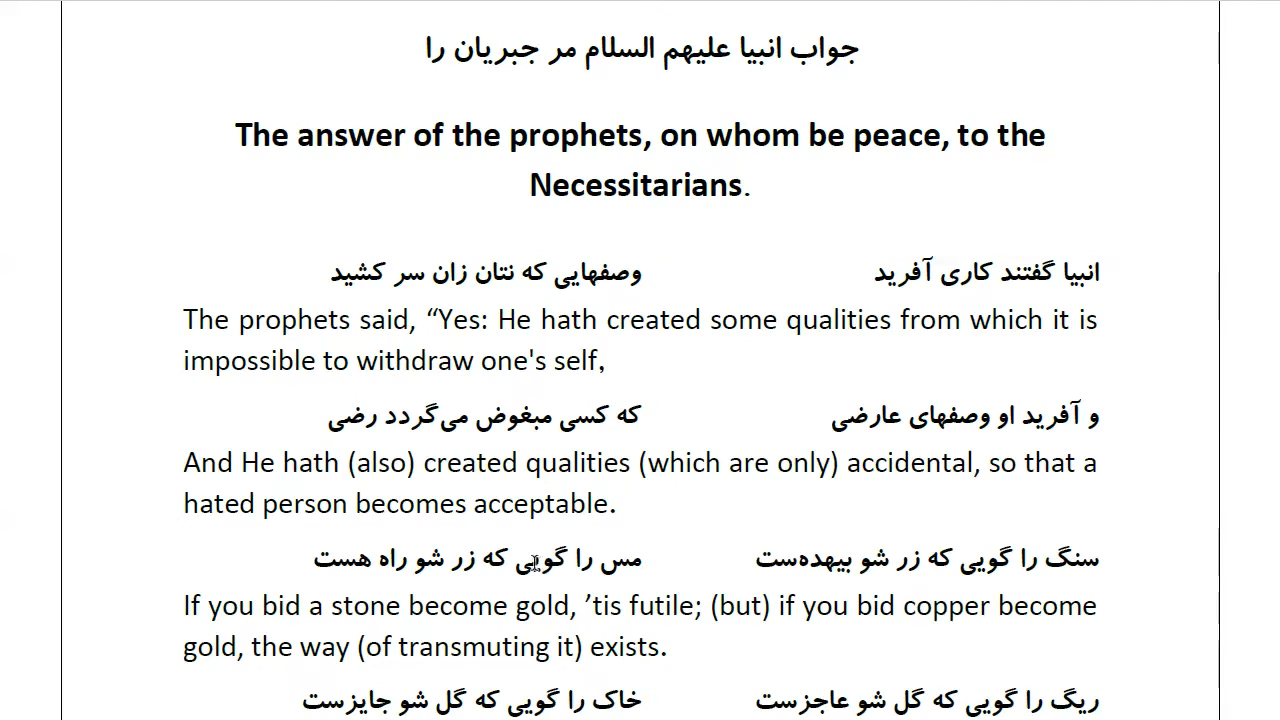 جواب انبیا علیهم السلام مر جبریان را
The answer of the prophets, on whom be peace, to the
Necessitarians.
انبیا گفتند کاری آفرید وصفهایی که نتان زان سر کشید
The prophets said, “Yes: He hath created some qualities from which it is
impossible to withdraw one's self,
و آفرید او وصفهای عارضی که کسی مبغوض می‌گردد رضی
And He hath (also) created qualities (which are only) accidental, so that a
hated person becomes acceptable.
سنگ را گویی که زر شو بیهده‌ست مس را گویی که زر شو راه هست
If you bid a stone become gold, ’tis futile; (but) if you bid copper become
gold, the way (of transmuting it) exists.
ریگ را گویی که گل شو عاجزست خاک را گویی که گل شو جایزست